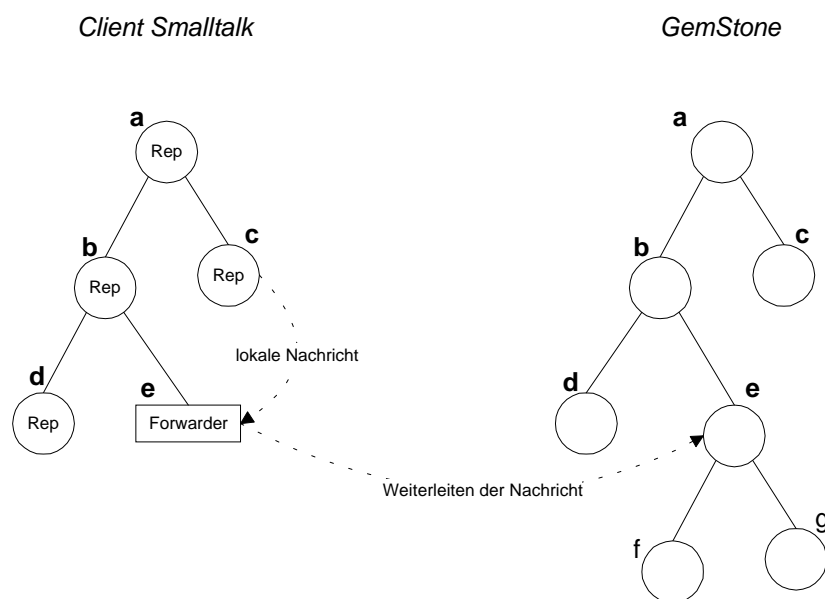 Client Smalltalk
GemStone
a
Rep
a
b
Rep
c
Rep
b
c
lokale Nachricht
d
Rep
e
Forwarder
d
e
Weiterleiten der Nachricht
f
g